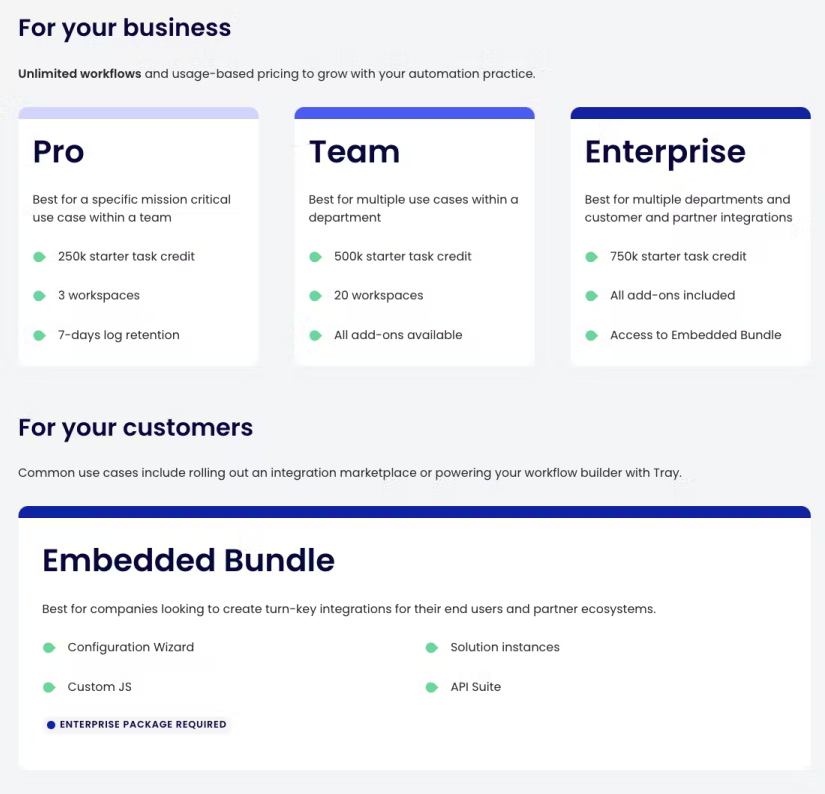 For your business
Unlimited workflows and usage-based pricing to grow with your automation practice.
Pro
Best for a specific mission critical
use case within a team
250k starter task credit
3 workspaces
7-days log retention
Team
Best for multiple use cases within a
department
500k starter task credit
20 workspaces
All add-ons available
Enterprise
Best for multiple departments and
customer and partner integrations
750k starter task credit
All add-ons included
Access to Embedded Bundle
For your customers
Common use cases include rolling out an integration marketplace or powering your workflow builder with Tray.
Embedded Bundle
Best for companies looking to create turn-key integrations for their end users and partner ecosystems.
Configuration Wizard
Solution instances
Custom JS
API Suite
ENTERPRISE PACKAGE REQUIRED